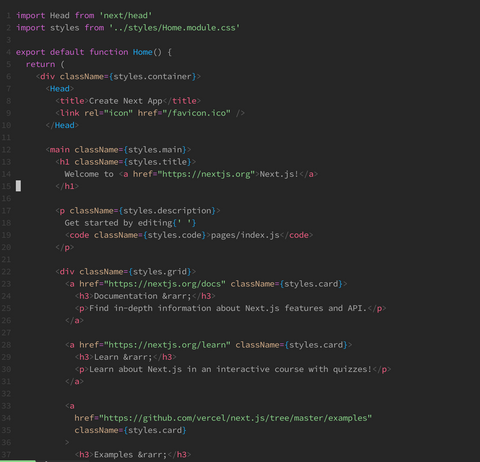 1 import Head from 'next/head'
2 import styles from '../styles/Home.module.css'
3
4 export default function Home() {
5   return (
6     <div className={styles.container}>
7       <Head>
8         <title>Create Next App</title>
9         <link rel="icon" href="/favicon.ico" />
10       </Head>
11
12       <main className={styles.main}>
13         <h1 className={styles.title}>
14           Welcome to <a href="https://nextjs.org">Next.js!</a>
15         </h1>
16
17         <p className={styles.description}>
18           Get started by editing{' '}
19           <code className={styles.code}>pages/index.js</code>
20         </p>
21
22         <div className={styles.grid}>
23           <a href="https://nextjs.org/docs" className={styles.card}>
24             <h3>Documentation &rarr;</h3>
25             <p>Find in-depth information about Next.js features and API.</p>
26           </a>
27
28           <a href="https://nextjs.org/learn" className={styles.card}>
29             <h3>Learn &rarr;</h3>
30             <p>Learn about Next.js in an interactive course with quizzes!</p>
31           </a>
32
33           <a
34             href="https://github.com/vercel/next.js/tree/master/examples"
35             className={styles.card}
36           >
37             <h3>Examples &rarr;</h3>